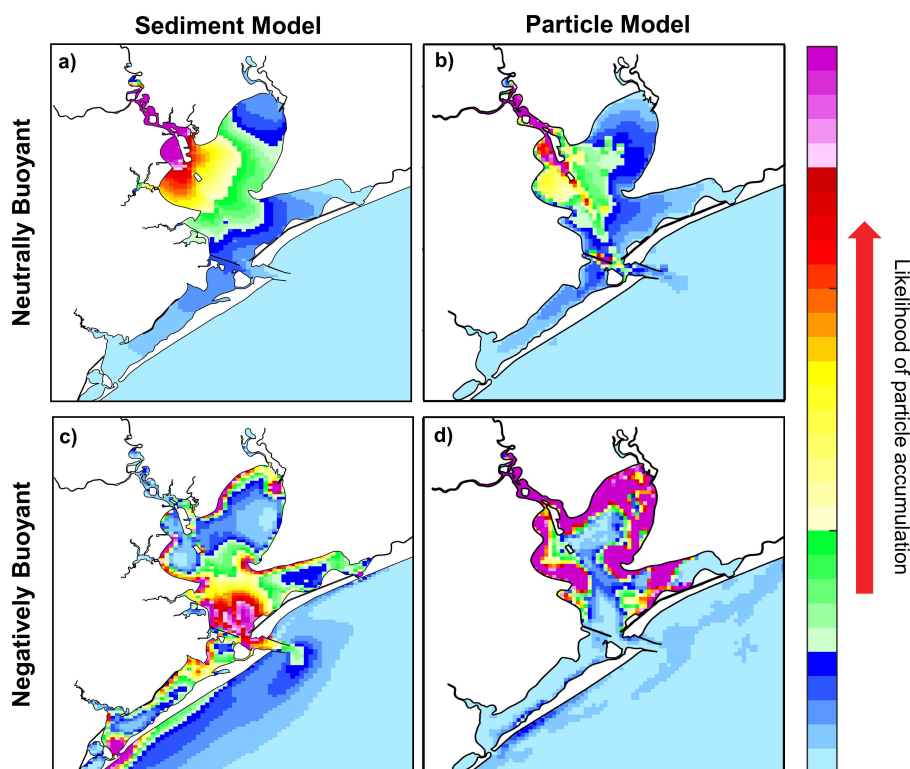 Sediment Model
Particle Model
a)
b)
Neutrally Buoyant
c)
d)
Negatively Buoyant
Likelihood of particle accumulation